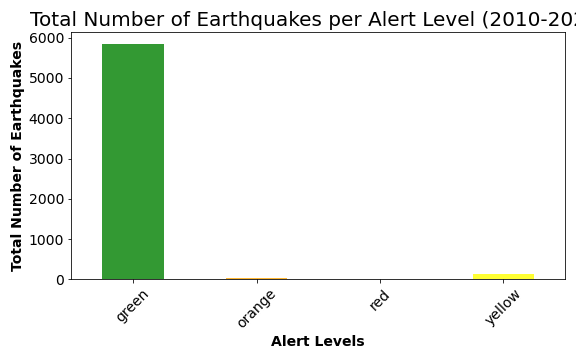 Total Number of Earthquakes per Alert Level (2010-202
Total Number of Earthquakes
6000
5000
4000
3000
2000
1000
0
green
orange
red
yellow
Alert Levels